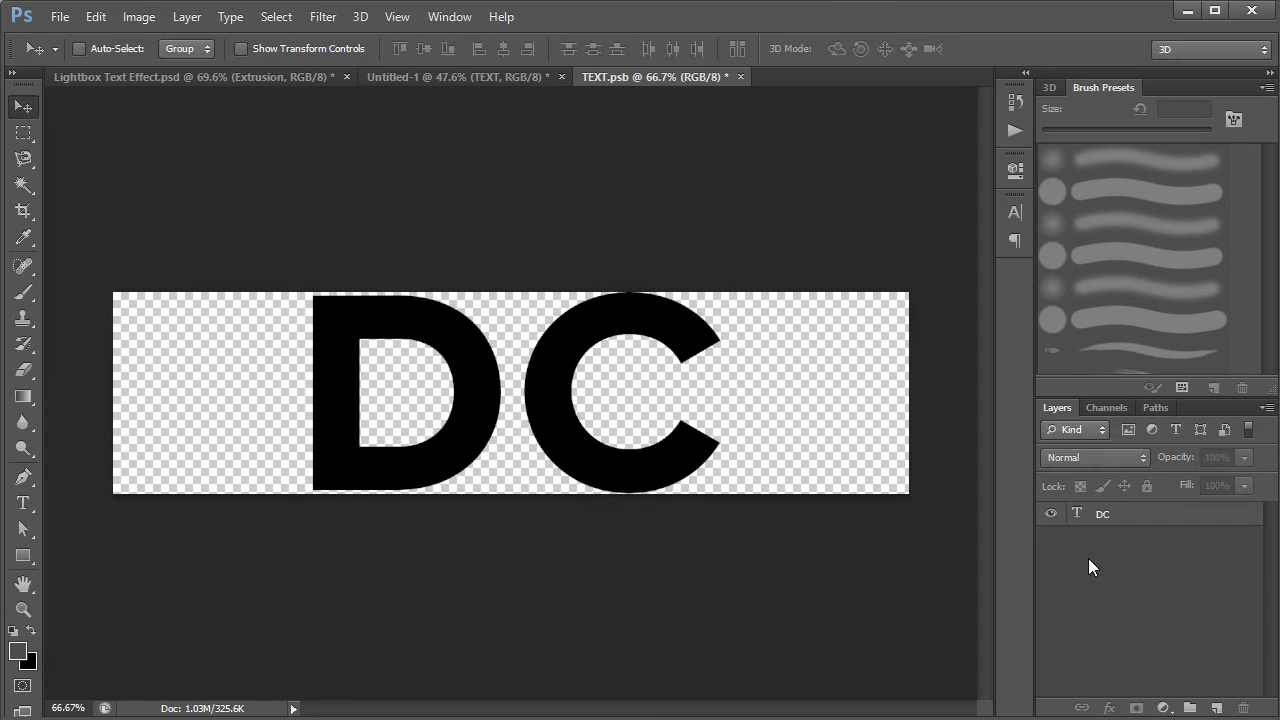 Ps File Edit Image Layer Type Select Filter 3D View Window Help
Auto-Select: Group Show Transform Controls 3D Mode: 3D
Lightbox Text Effect.psd @ 69.6% (Extrusion, RGB/8) * × Untitled-1 @ 47.6% (TEXT, RGB/8) * × TEXT.psb @ 66.7% (RGB/8) * ×
3D Brush Presets
Size:
DC
Layers Channels Paths
Kind
Normal Opacity: 100%
Lock: Fill: 100%
T DC
66.67% Doc: 1.03M/325.6K